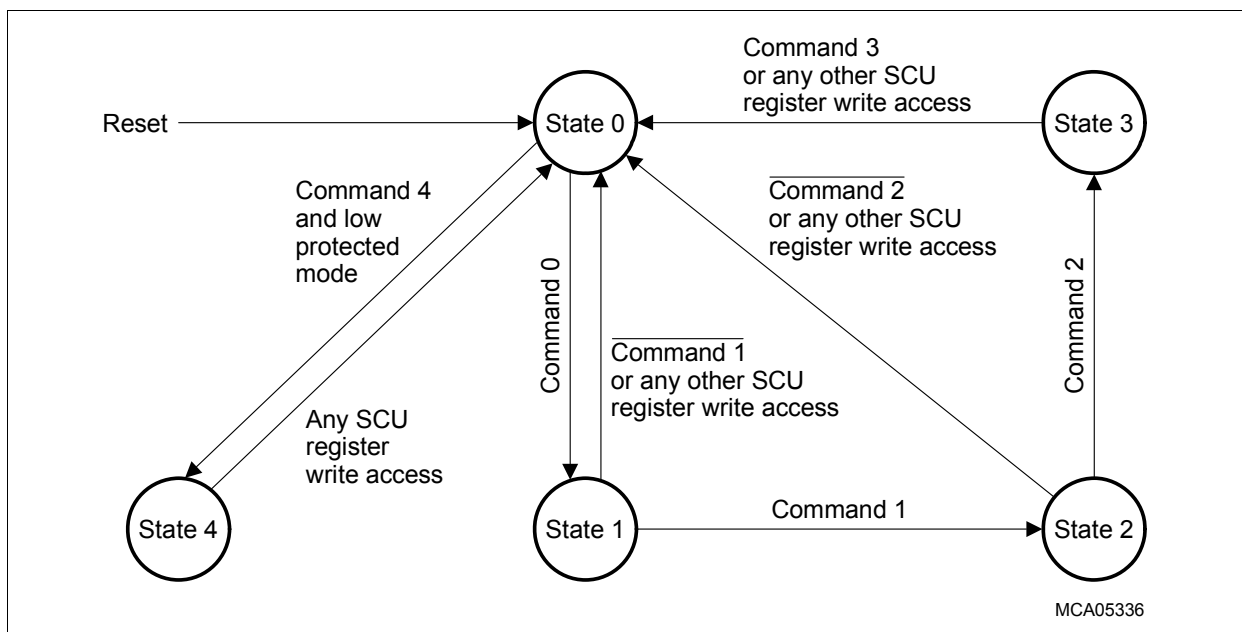 Command 3
or any other SCU
register write access
Reset
State 0
State 3
Command 4
and low
protected
mode
Command 2
or any other SCU
register write access
Command 0
Command 2
Command 1
or any other SCU
register write access
Any SCU
register
write access
State 4
State 1
Command 1
State 2
MCA05336